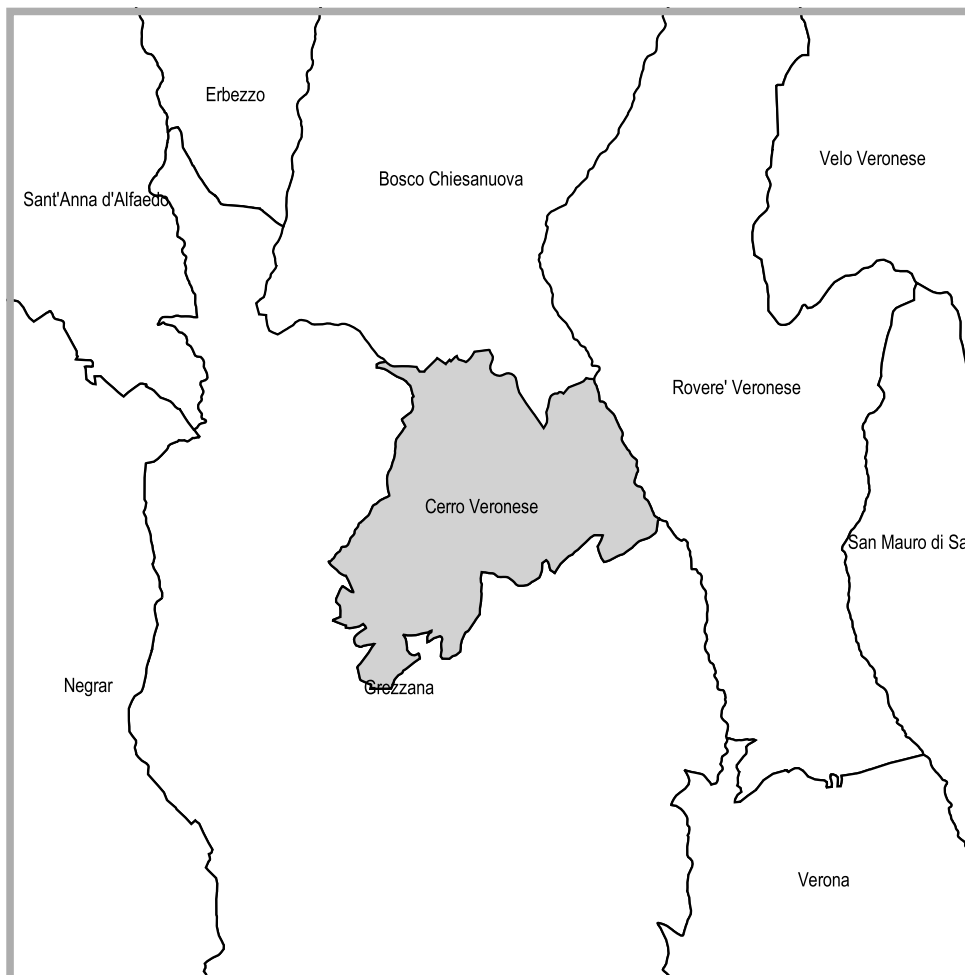 Erbezzo
Velo Veronese
Bosco Chiesanuova
Sant'Anna d'Alfaedo
Rovere' Veronese
Cerro Veronese
San Mauro di Sa
Negrar
Grezzana
Verona